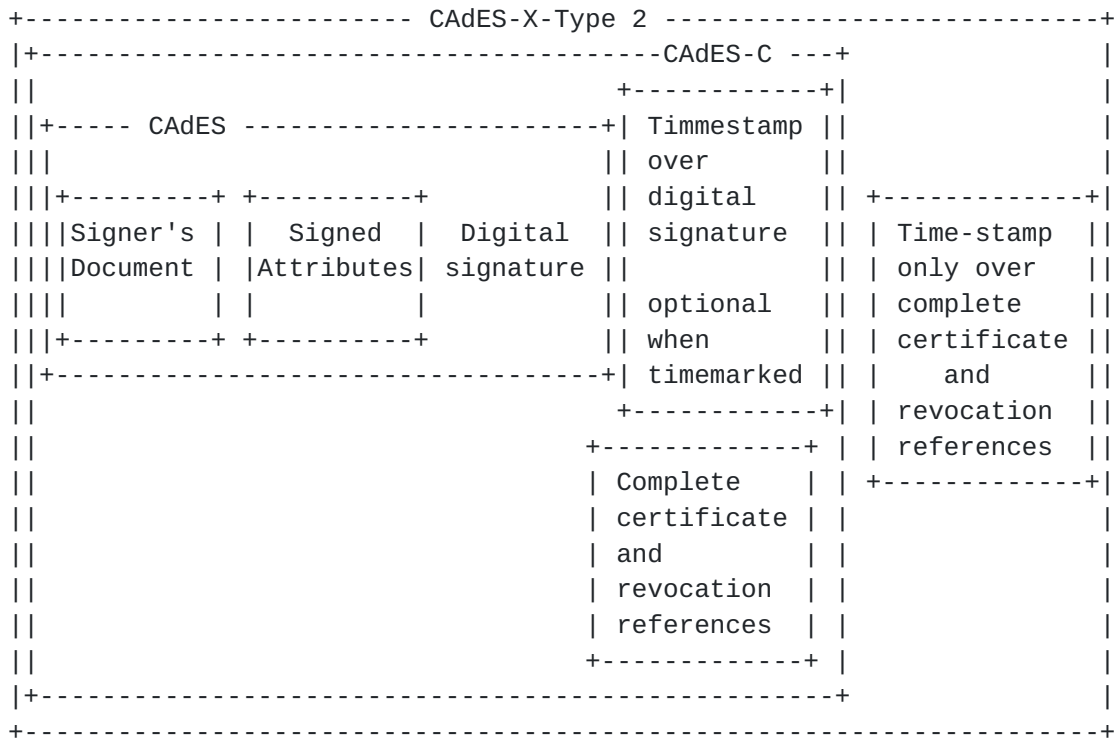 +------------------------- CAdES-X-Type 2 ----------------------------+
|+----------------------------------------CAdES-C ---+                |
||                                     +------------+|                |
||+----- CAdES -----------------------+| Timmestamp ||                |
|||                                   || over       ||                |
|||+---------+ +----------+           || digital    || +-------------+|
||||Signer's | |  Signed  |  Digital  || signature  || | Time-stamp  ||
||||Document | |Attributes| signature ||            || | only over   ||
||||         | |          |           || optional   || | complete    ||
|||+---------+ +----------+           || when       || | certificate ||
||+-----------------------------------+| timemarked || |    and      ||
||                                     +------------+| | revocation  ||
||                                   +-------------+ | | references  ||
||                                   | Complete    | | +-------------+|
||                                   | certificate | |                |
||                                   | and         | |                |
||                                   | revocation  | |                |
||                                   | references  | |                |
||                                   +-------------+ |                |
|+---------------------------------------------------+                |
+---------------------------------------------------------------------+